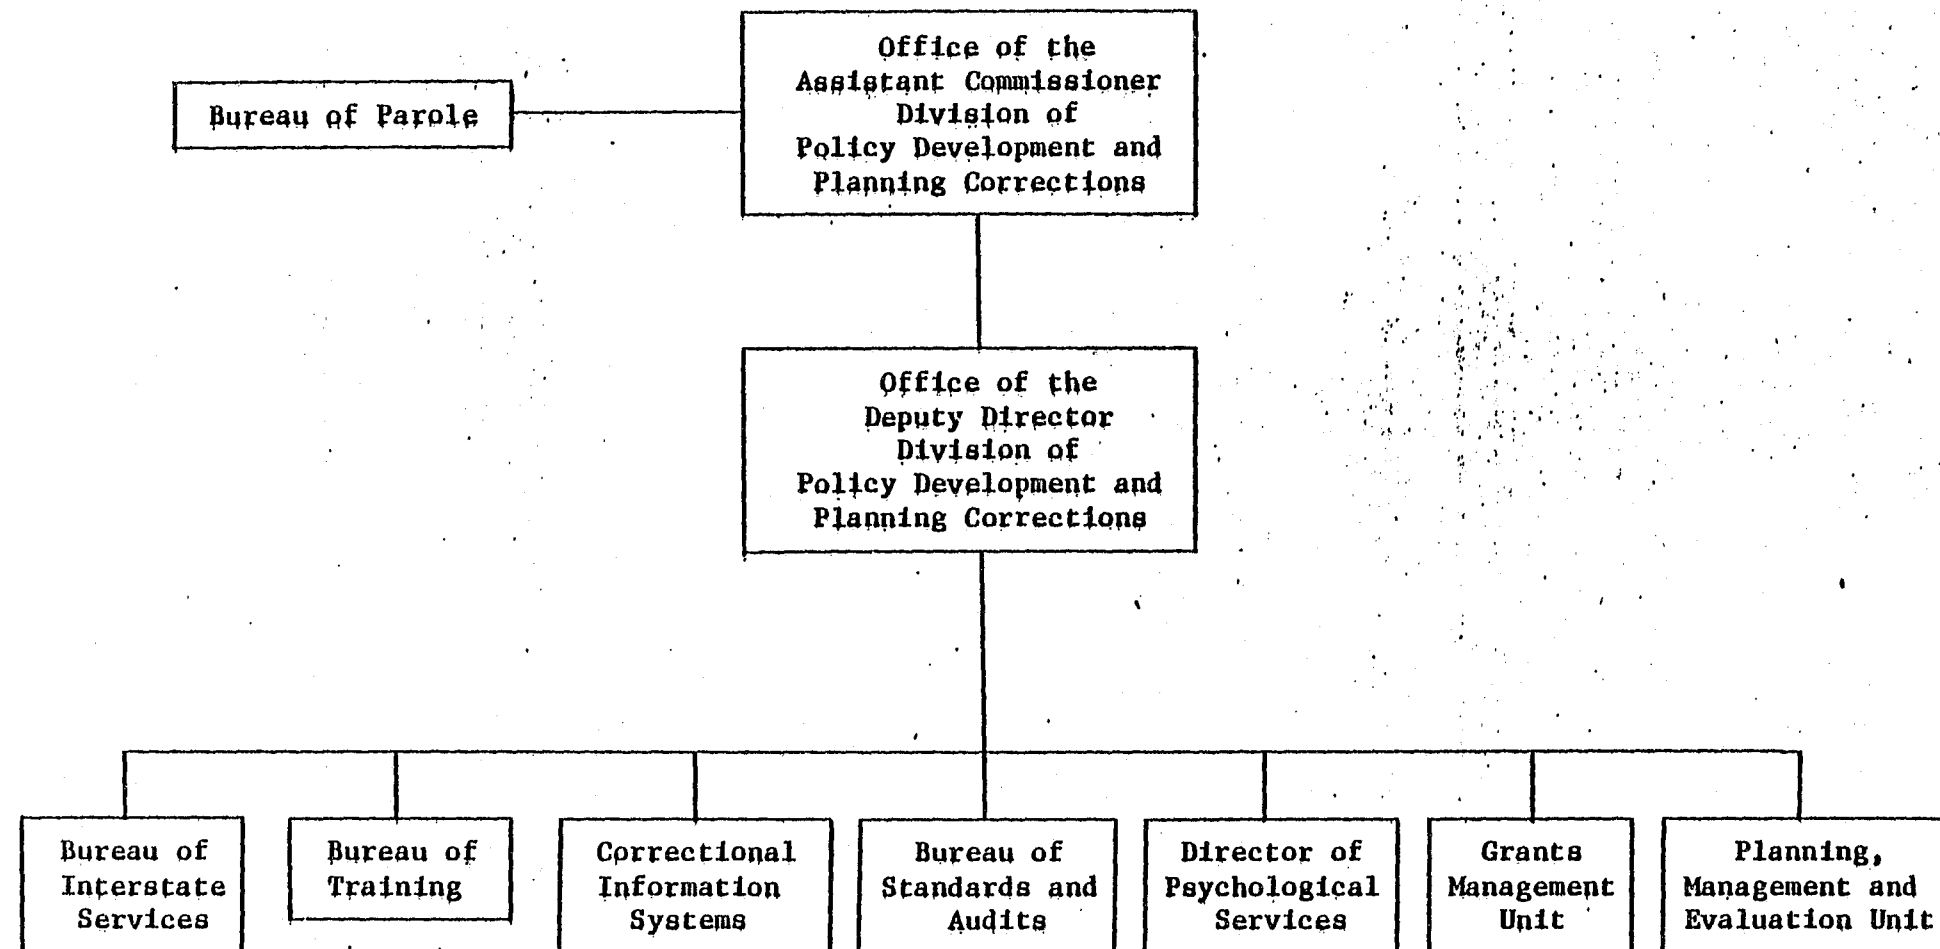 Office of the
Assistant Commissioner
Division of
Policy Development and
Planning Corrections
Bureau of Parole
Office of the
Deputy Director
Division of
Policy Development and
Planning Corrections
Bureau of
Interstate
Services
Bureau of
Training
Correctional
Information
Systems
Bureau of
Standards and
Audits
Director of
Psychological
Services
Grants
Management
Unit
Planning,
Management and
Evaluation Unit